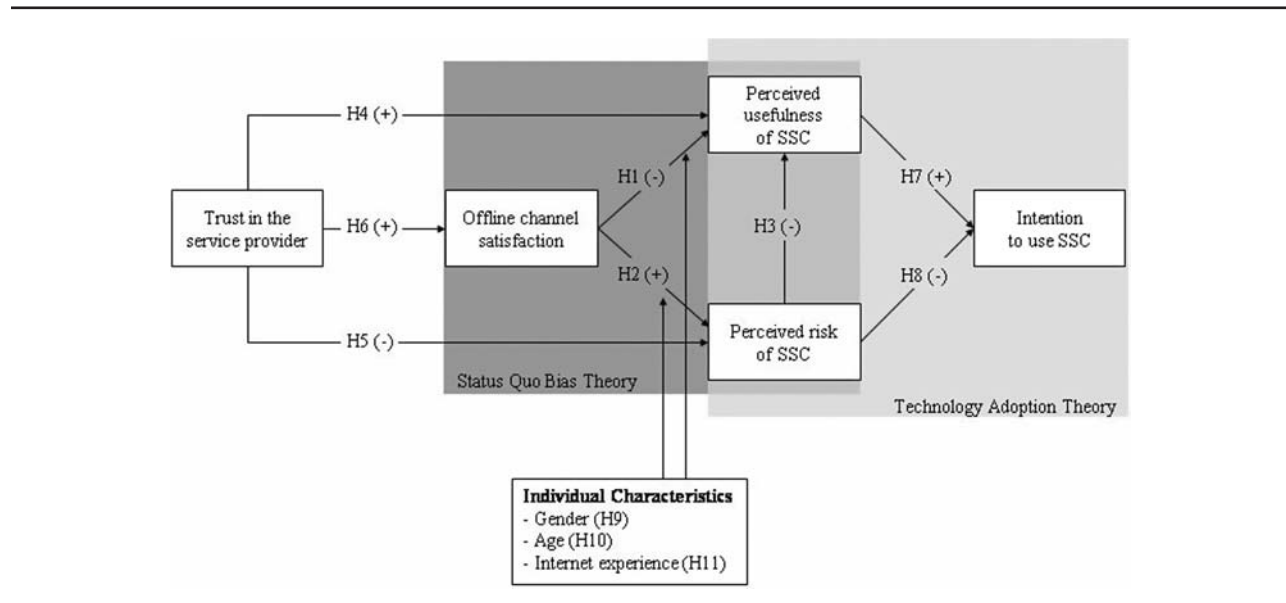 Perceived
usefulness
of SSC
H4 (+)
H1 (-)
H7 (+)
Trust in the
service provider
H6 (+)
Offline channel
satisfaction
H3 (-)
Intention
to use SSC
H2 (+)
H8 (-)
H5 (-)
Perceived risk
of SSC
Status Quo Bias Theory
Technology Adoption Theory
Individual Characteristics
- Gender (H9)
- Age (H10)
- Internet experience (H11)